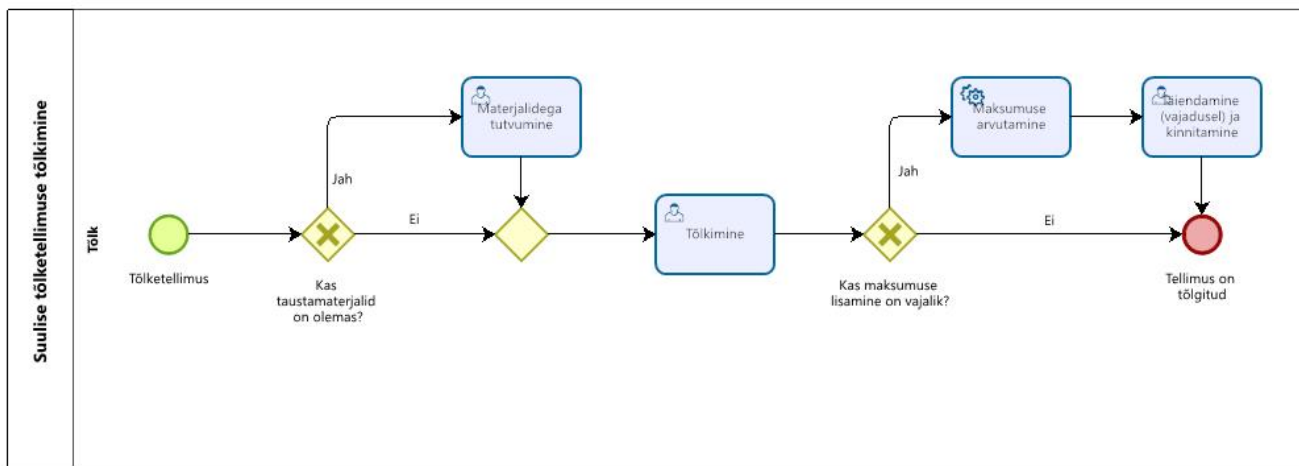 Suulise tõlketellimuse tõlkimine
Tõlk
Tõlketellimus
Kas
taustamaterjalid
on olemas?
Jah
Ei
Materjalidega
tutvumine
Tõlkimine
Kas maksumuse
lisamine on vajalik?
Jah
Ei
Maksumuse
arvutamine
Täiendamine
(vajadusel) ja
kinnitamine
Tellimus on
tõlgitud